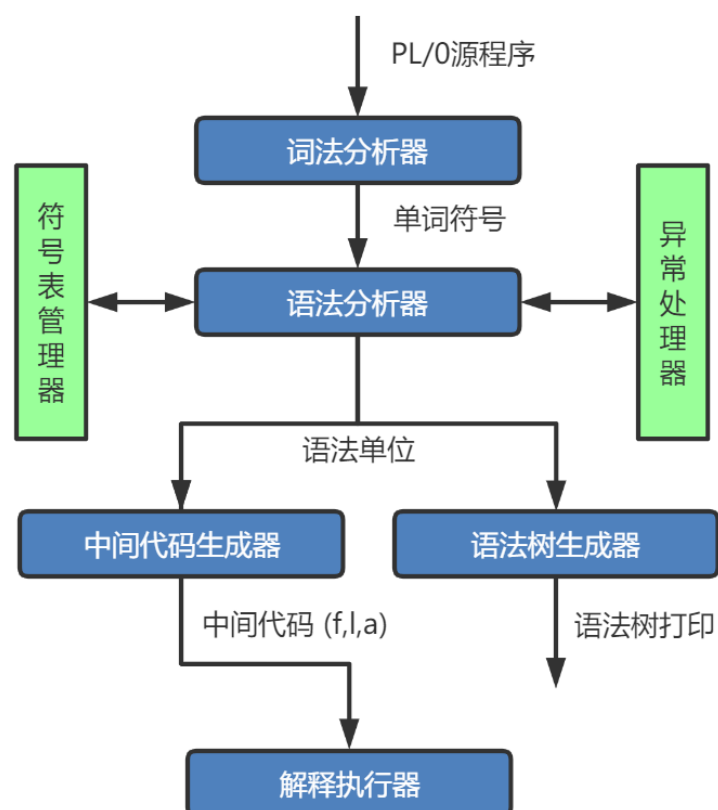 PL/0源程序
词法分析器
单词符号
符号表管理器
语法分析器
异常处理器
语法单位
中间代码生成器
语法树生成器
中间代码 (f,l,a)
语法树打印
解释执行器